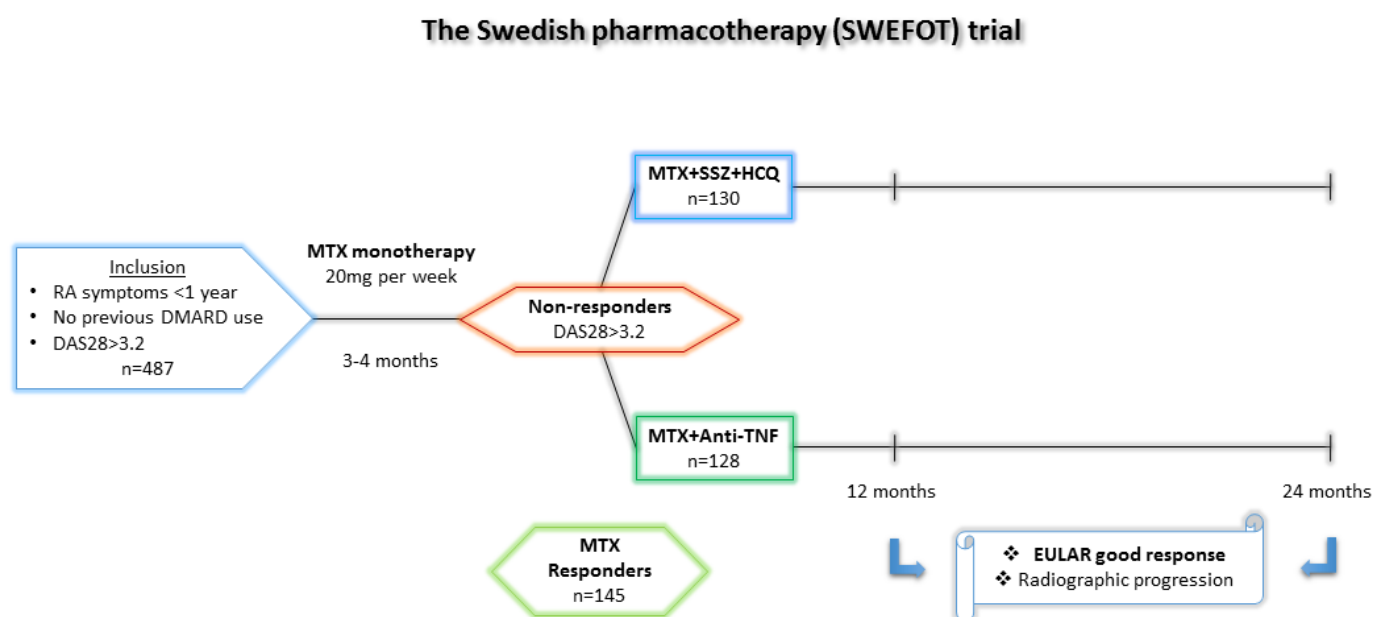 The Swedish pharmacotherapy (SWEFOT) trial
Inclusion
• RA symptoms <1 year
• No previous DMARD use
• DAS28>3.2
n=487
MTX monotherapy
20mg per week
3-4 months
Non-responders
DAS28>3.2
MTX+SSZ+HCQ
n=130
MTX+Anti-TNF
n=128
12 months
24 months
MTX
Responders
n=145
❖ EULAR good response
❖ Radiographic progression